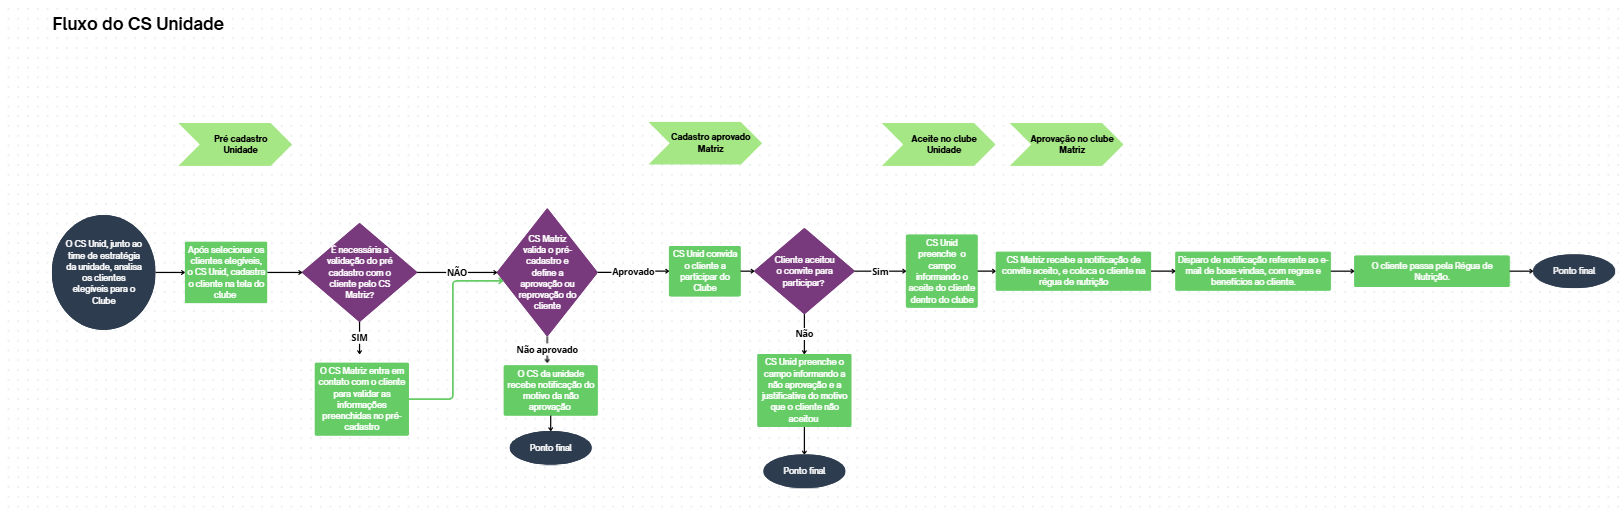 Fluxo do CS Unidade
Pré cadastro
Unidade
Cadastro aprovado
Matriz
Aceite no clube
Unidade
Aprovação no clube
Matriz
O CS Unid, junto ao
time de estratégia
da unidade, analisa
os clientes
elegíveis para o
Clube
Após selecionar os
clientes elegíveis,
o CS Unid, cadastra
o cliente na tela do
clube
É necessária a
validação do pré
cadastro com o
cliente pelo CS
Matriz?
NÃO
SIM
O CS Matriz entra em
contato com o cliente
para validar as
informações
preenchidas no pré-
cadastro
CS Matriz
valida o pré-
cadastro e
define a
aprovação ou
reprovação do
cliente
Aprovado
Não aprovado
O CS da unidade
recebe notificação do
motivo da não
aprovação
Ponto final
CS Unid convida
o cliente a
participar do
Clube
Cliente aceitou
o convite para
participar?
Sim
Não
CS Unid preenche o
campo informando a
não aprovação e a
justificativa do motivo
que o cliente não
aceitou
Ponto final
CS Unid
preenche o
campo
informando o
aceite do cliente
dentro do clube
CS Matriz recebe a notificação de
convite aceito, e coloca o cliente na
régua de nutrição
Disparo de notificação referente ao e-
mail de boas-vindas, com regras e
benefícios ao cliente.
O cliente passa pela Régua de
Nutrição.
Ponto final